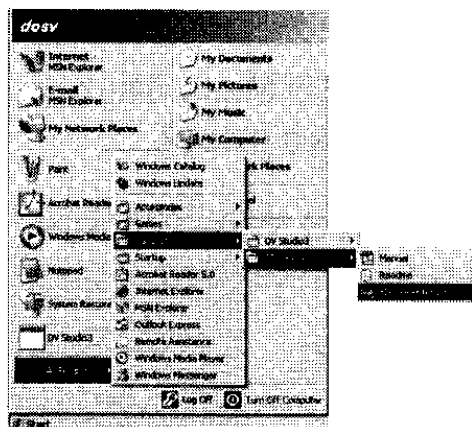 dosv
Internet
MSN Explorer
E-mail
MSN Explorer
My Network Places
Paint
Acrobat Reader
Windows Media
Notepad
System Restore
DV Studio3
My Documents
My Pictures
My Music
My Computer
Windows Catalog
Windows Update
Accessories
Games
Startup
Acrobat Reader 5.0
Internet Explorer
MSN Explorer
Outlook Express
Remote Assistance
Windows Media Player
Windows Messenger
DV Studio3
Manual
Readme
Log Off
Turn Off Computer
Start